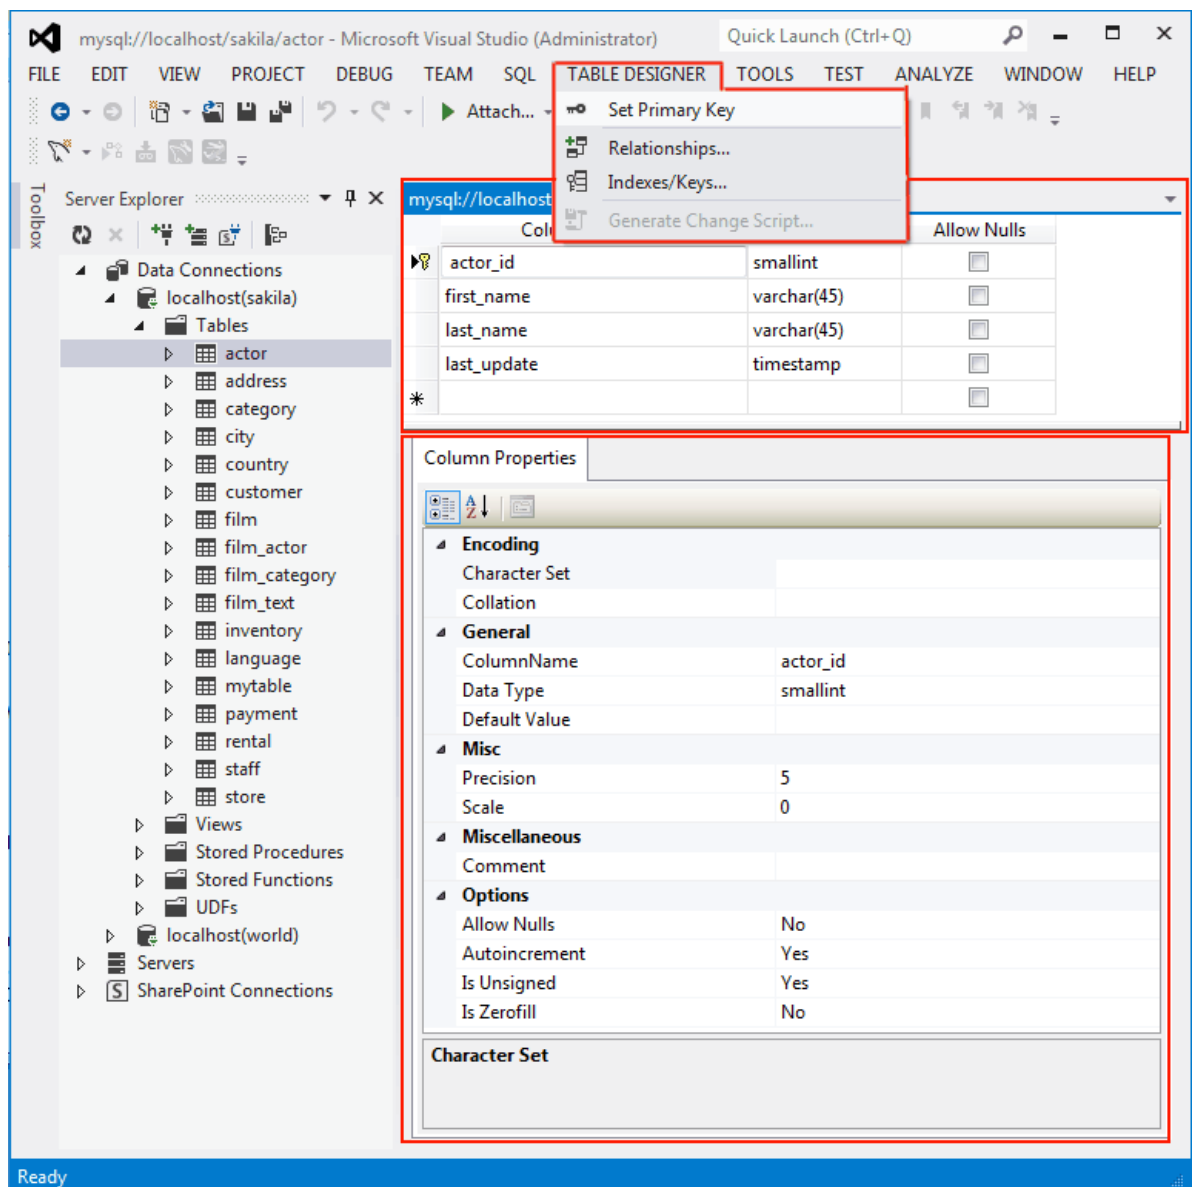 mysql://localhost/sakila/actor - Microsoft Visual Studio (Administrator)
Quick Launch (Ctrl+Q)
FILE EDIT VIEW PROJECT DEBUG TEAM SQL TABLE DESIGNER TOOLS TEST ANALYZE WINDOW HELP
Attach...
Set Primary Key
Relationships...
Indexes/Keys...
Generate Change Script...
Toolbox
Server Explorer
Data Connections
localhost(sakila)
Tables
actor
address
category
city
country
customer
film
film_actor
film_category
film_text
inventory
language
mytable
payment
rental
staff
store
Views
Stored Procedures
Stored Functions
UDFs
localhost(world)
Servers
SharePoint Connections
mysql://localhost
Allow Nulls
actor_id smallint
first_name varchar(45)
last_name varchar(45)
last_update timestamp
Column Properties
Encoding
Character Set
Collation
General
ColumnName actor_id
Data Type smallint
Default Value
Misc
Precision 5
Scale 0
Miscellaneous
Comment
Options
Allow Nulls No
Autoincrement Yes
Is Unsigned Yes
Is Zerofill No
Character Set
Ready